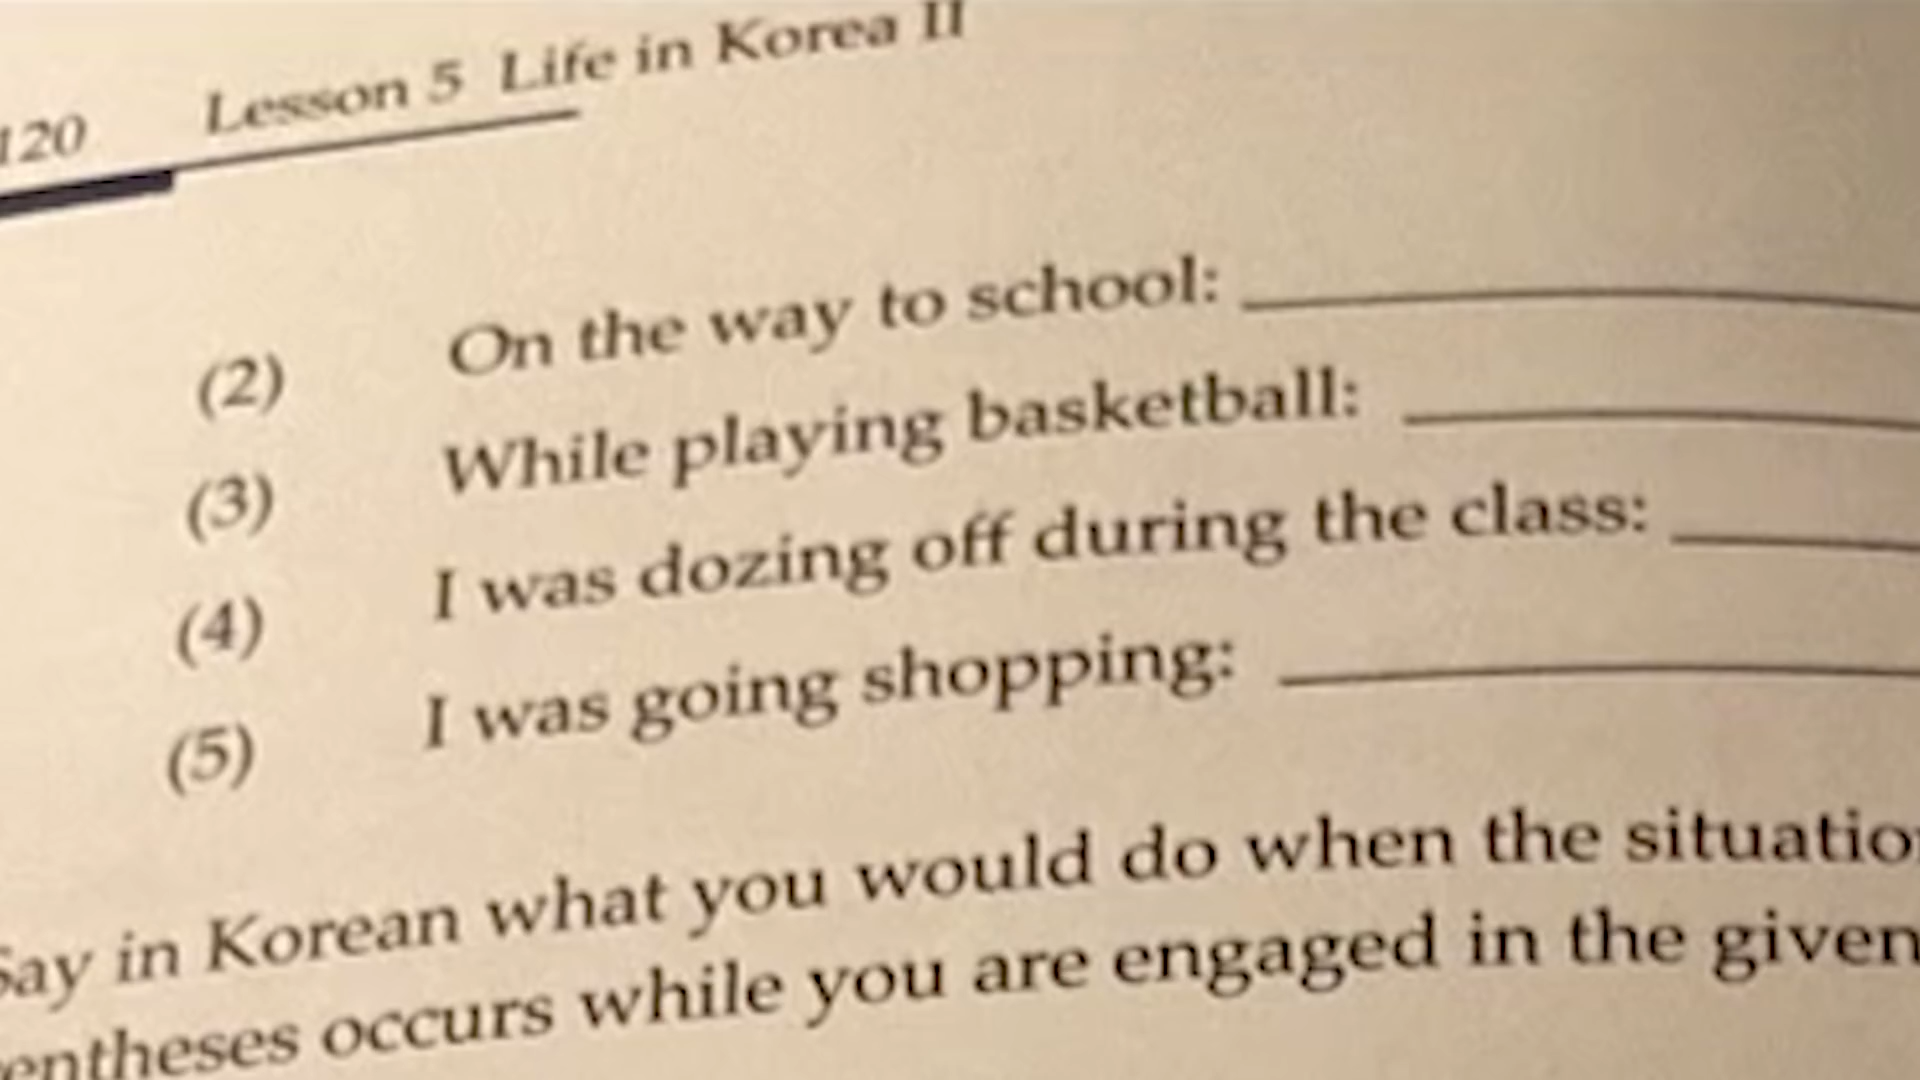 120 Lesson 5 Life in Korea II
(2) On the way to school:
(3) While playing basketball:
(4) I was dozing off during the class:
(5) I was going shopping:
Say in Korean what you would do when the situatio
entheses occurs while you are engaged in the given